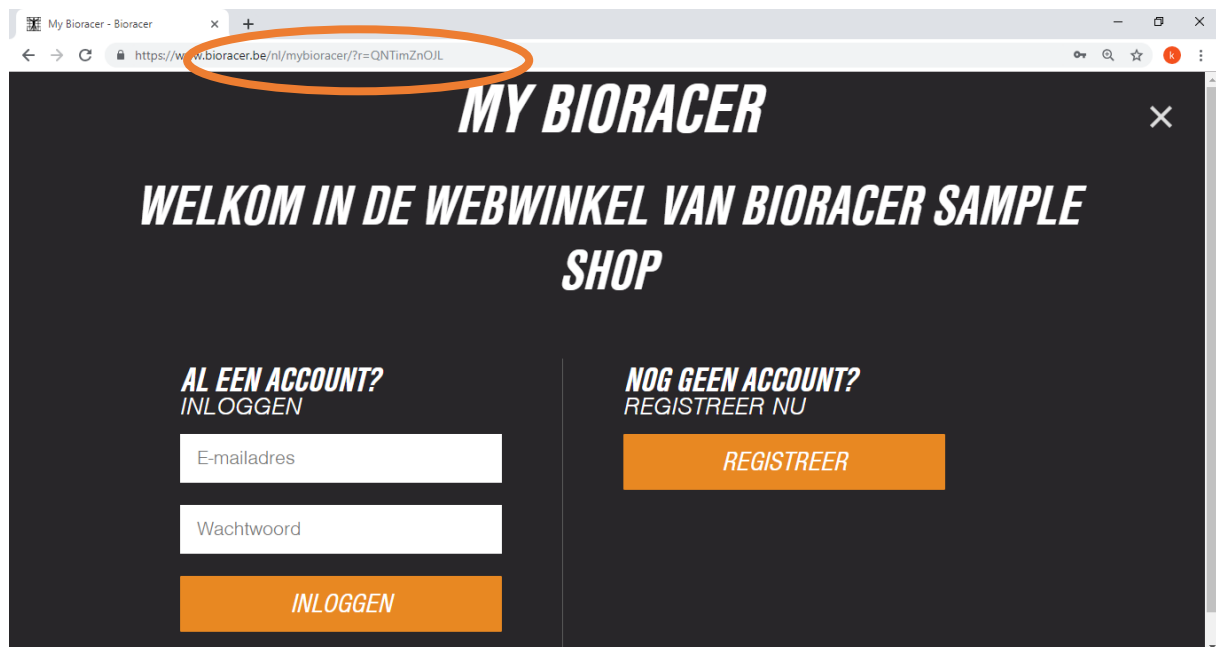 My Bioracer - Bioracer
https://www.bioracer.be/nl/mybioracer/?r=QNTimZnOJL
k
MY BIORACER
WELKOM IN DE WEBWINKEL VAN BIORACER SAMPLE
SHOP
AL EEN ACCOUNT?
INLOGGEN
E-mailadres
Wachtwoord
INLOGGEN
NOG GEEN ACCOUNT?
REGISTREER NU
REGISTREER